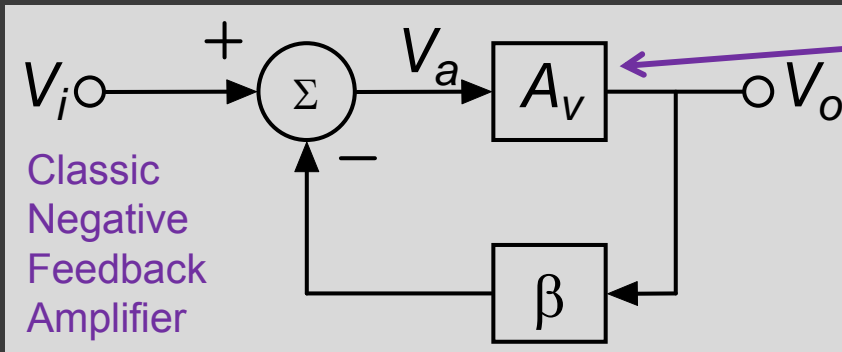 +
Vi
Σ
Va
Av
Vo
−
Classic
Negative
Feedback
Amplifier
β